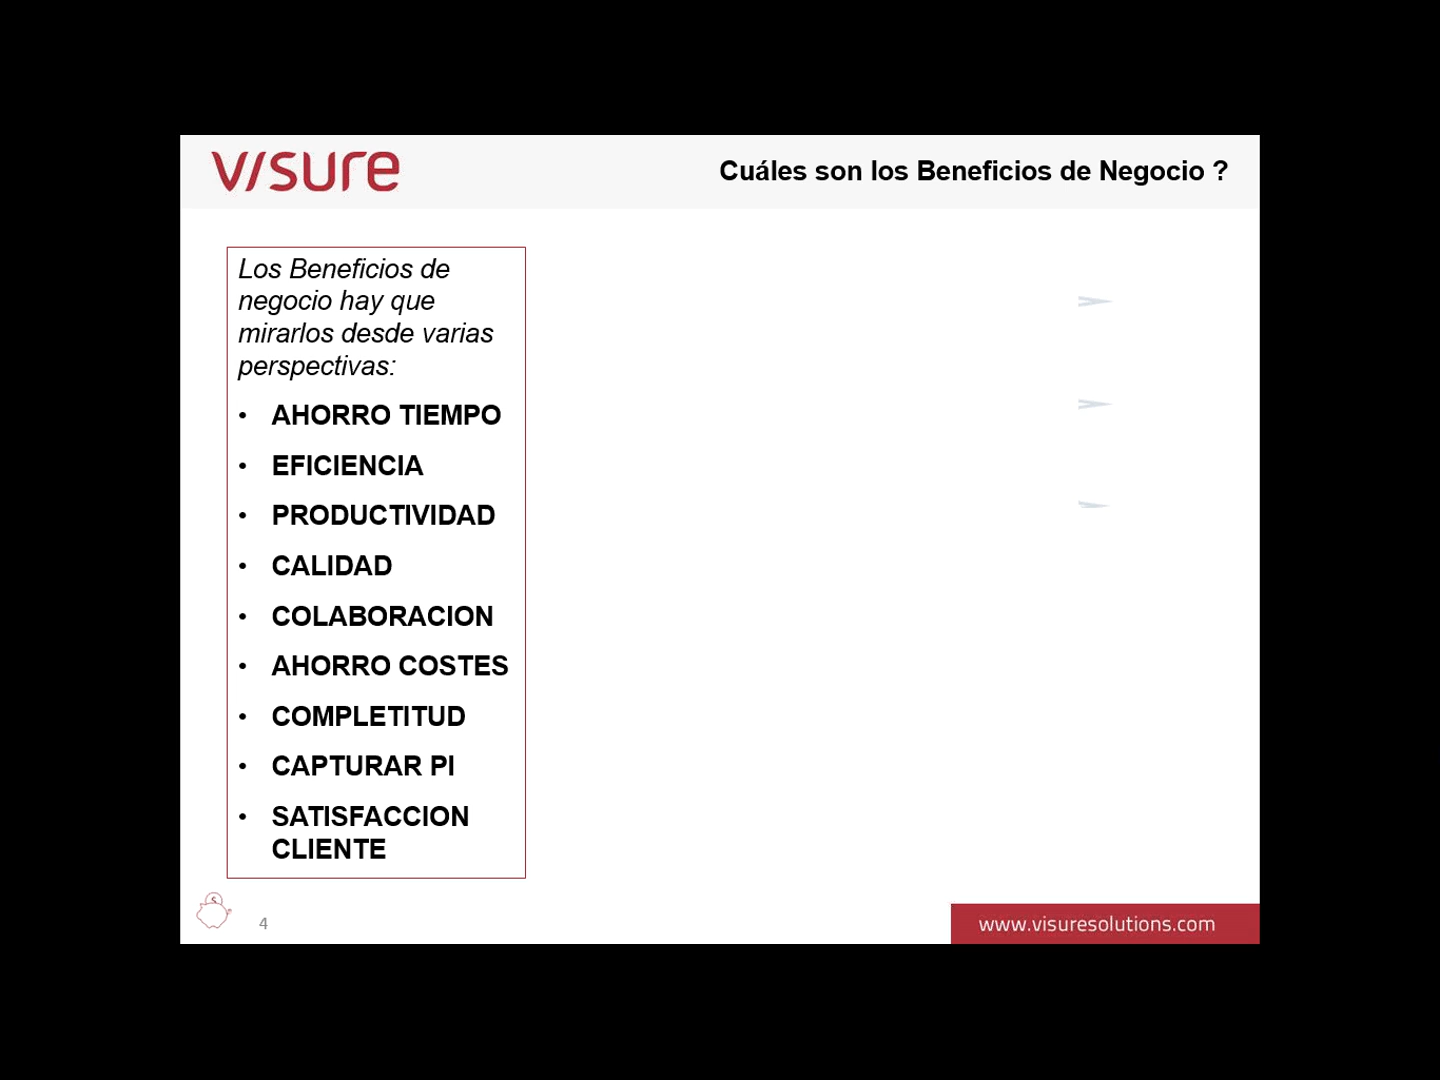 visure
Cuáles son los Beneficios de Negocio ?
Los Beneficios de
negocio hay que
mirarlos desde varias
perspectivas:
• AHORRO TIEMPO
• EFICIENCIA
• PRODUCTIVIDAD
• CALIDAD
• COLABORACION
• AHORRO COSTES
• COMPLETITUD
• CAPTURAR PI
• SATISFACCION
CLIENTE
4
www.visuresolutions.com